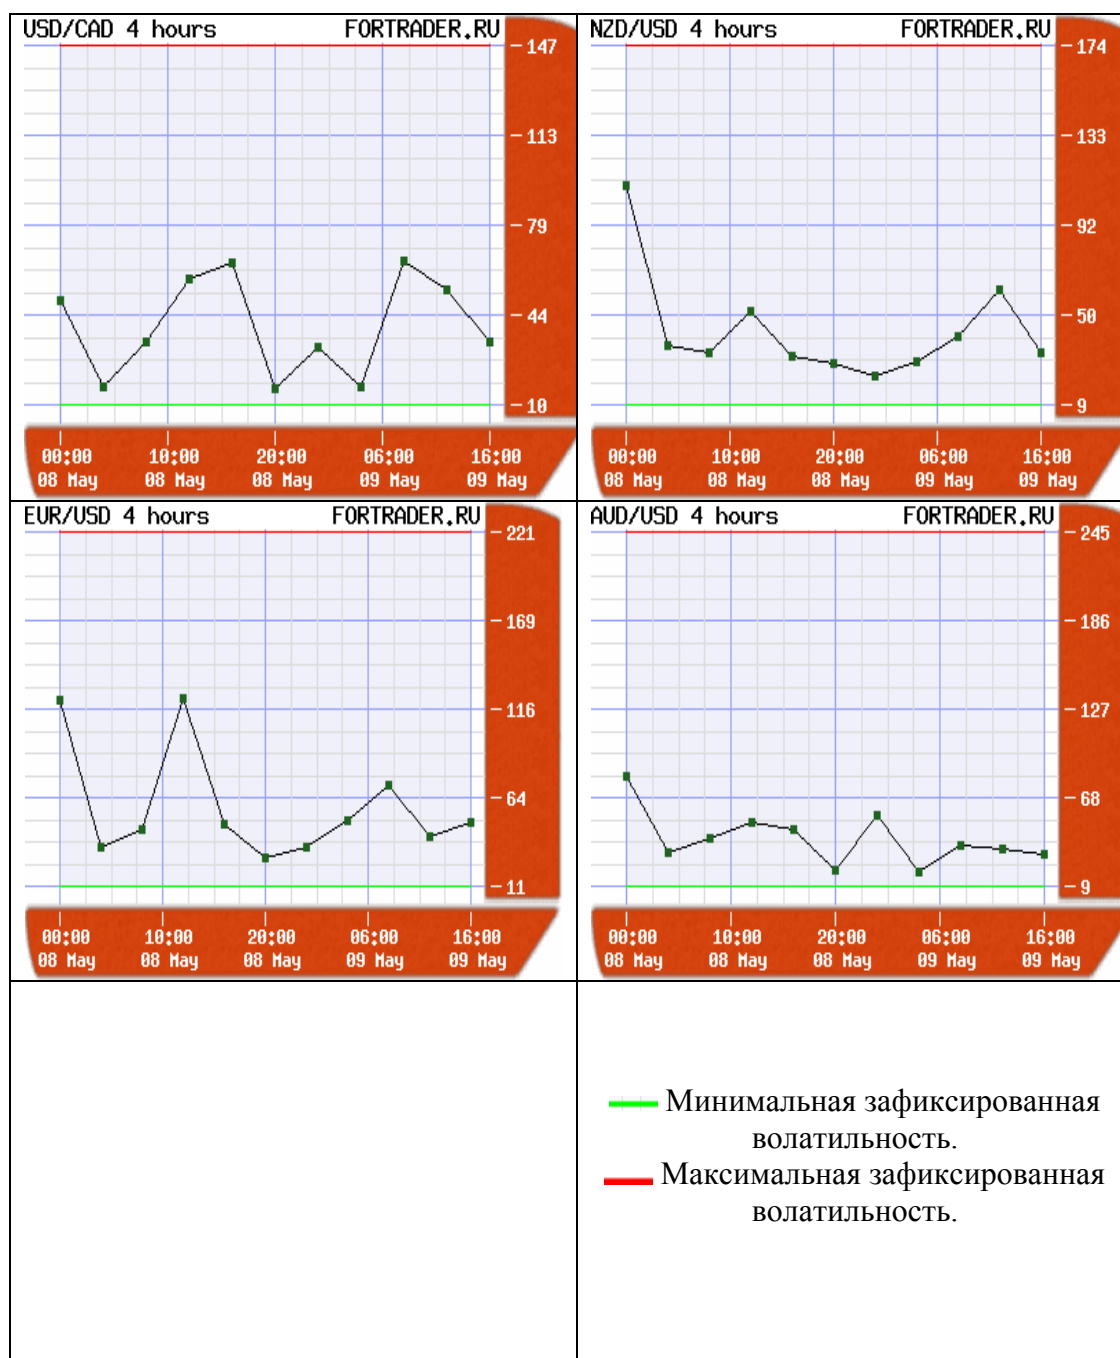 USD/CAD 4 hours FORTRADER.RU
147
113
79
44
10
00:00 10:00 20:00 06:00 16:00
08 May 08 May 08 May 09 May 09 May
NZD/USD 4 hours FORTRADER.RU
174
133
92
50
9
00:00 10:00 20:00 06:00 16:00
08 May 08 May 08 May 09 May 09 May
EUR/USD 4 hours FORTRADER.RU
221
169
116
64
11
00:00 10:00 20:00 06:00 16:00
08 May 08 May 08 May 09 May 09 May
AUD/USD 4 hours FORTRADER.RU
245
186
127
68
9
00:00 10:00 20:00 06:00 16:00
08 May 08 May 08 May 09 May 09 May
Минимальная зафиксированная
волатильность.
Максимальная зафиксированная
волатильность.